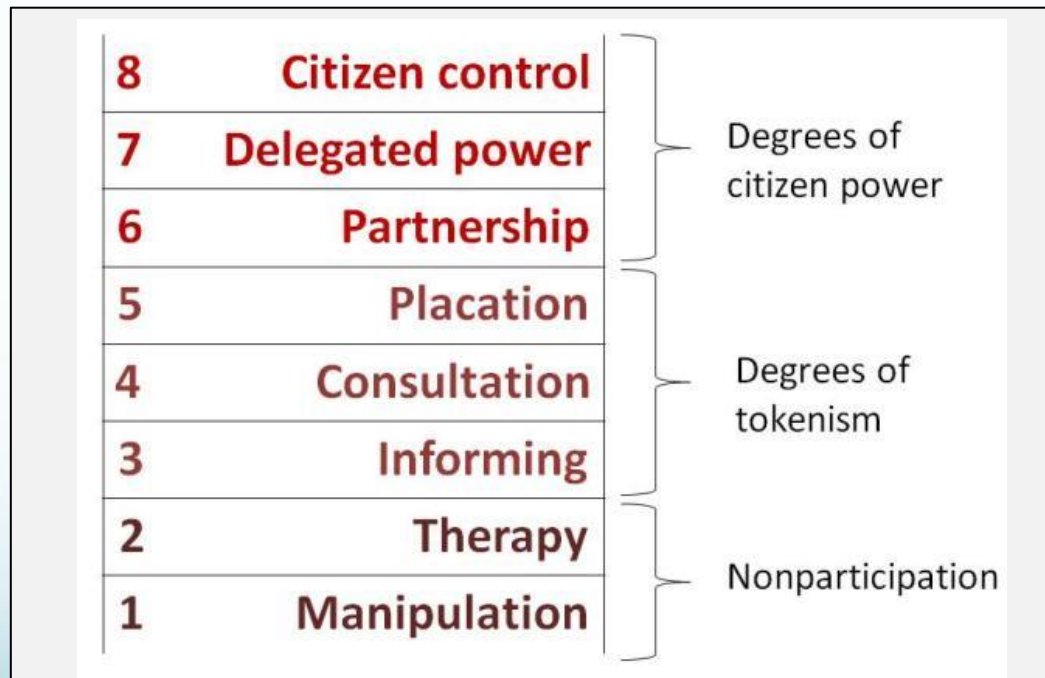 8 Citizen control
7 Delegated power
6 Partnership
Degrees of
citizen power
5 Placation
4 Consultation
3 Informing
Degrees of
tokenism
2 Therapy
1 Manipulation
Nonparticipation